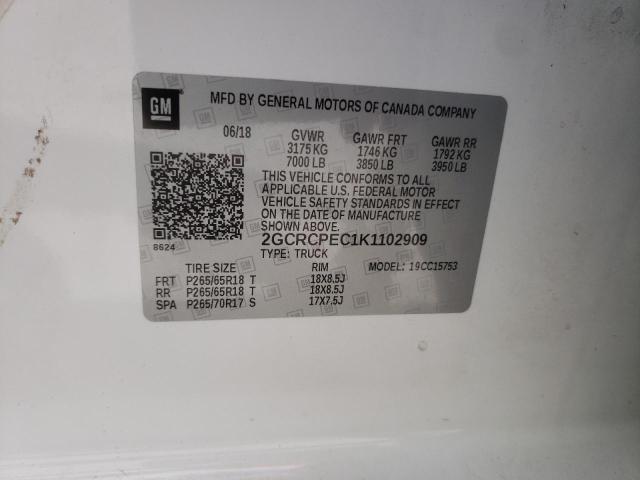 GM
MFD BY GENERAL MOTORS OF CANADA COMPANY
06/18 GVWR GAWR FRT GAWR RR
3175 KG 1746 KG 1792 KG
7000 LB 3850 LB 3950 LB
THIS VEHICLE CONFORMS TO ALL
APPLICABLE U.S. FEDERAL MOTOR
VEHICLE SAFETY STANDARDS IN EFFECT
ON THE DATE OF MANUFACTURE
SHOWN ABOVE.
8624 2GCRCPEC1K1102909
TYPE: TRUCK MODEL: 19CC15753
TIRE SIZE RIM
FRT P265/65R18 T 18X8.5J
RR P265/65R18 T 18X8.5J
SPA P265/70R17 S 17X7.5J